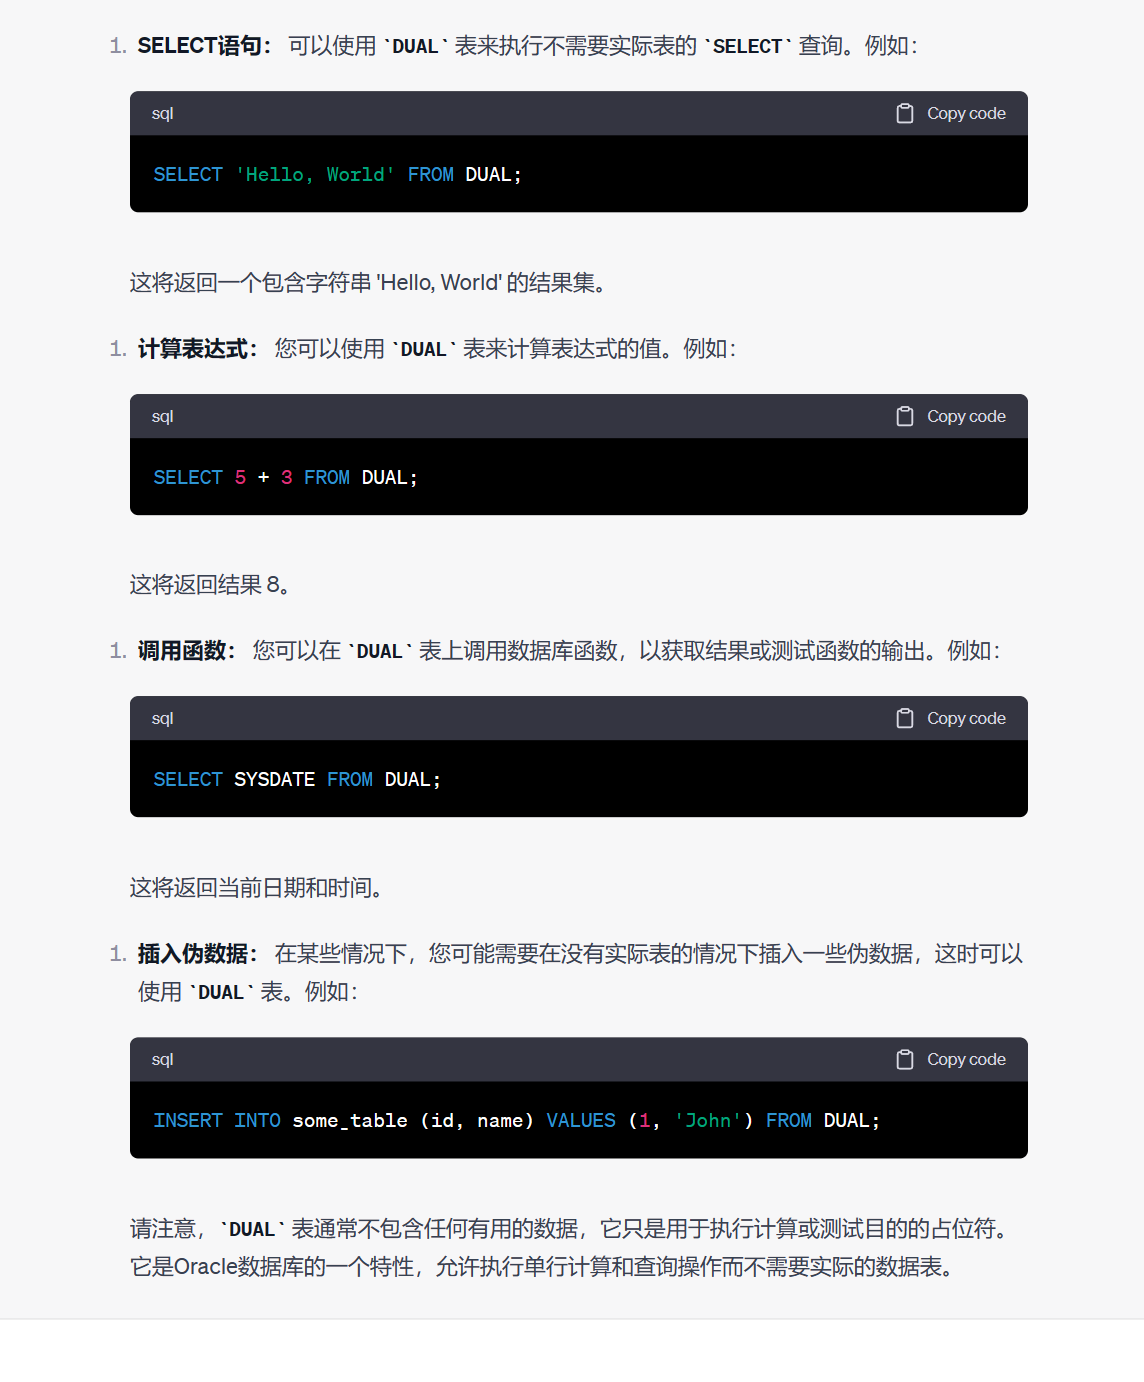 1. SELECT语句： 可以使用 `DUAL` 表来执行不需要实际表的 `SELECT` 查询。例如：
sql Copy code
SELECT 'Hello, World' FROM DUAL;
这将返回一个包含字符串 'Hello, World' 的结果集。
1. 计算表达式： 您可以使用 `DUAL` 表来计算表达式的值。例如：
sql Copy code
SELECT 5 + 3 FROM DUAL;
这将返回结果 8。
1. 调用函数： 您可以在 `DUAL` 表上调用数据库函数，以获取结果或测试函数的输出。例如：
sql Copy code
SELECT SYSDATE FROM DUAL;
这将返回当前日期和时间。
1. 插入伪数据： 在某些情况下，您可能需要在没有实际表的情况下插入一些伪数据，这时可以
使用 `DUAL` 表。例如：
sql Copy code
INSERT INTO some_table (id, name) VALUES (1, 'John') FROM DUAL;
请注意，`DUAL` 表通常不包含任何有用的数据，它只是用于执行计算或测试目的的占位符。
它是Oracle数据库的一个特性，允许执行单行计算和查询操作而不需要实际的数据表。